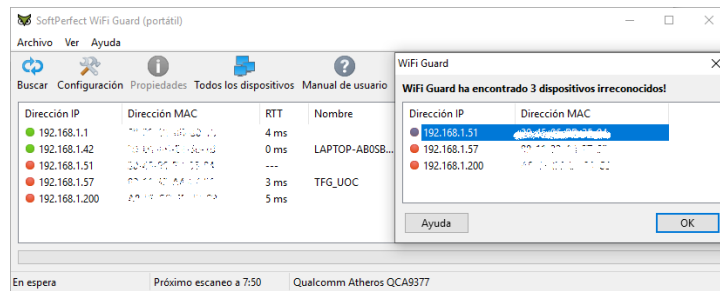 SoftPerfect WiFi Guard (portátil)
Archivo Ver Ayuda
Buscar Configuración Propiedades Todos los dispositivos Manual de usuario
Dirección IP Dirección MAC RTT Nombre
192.168.1.1 4 ms
192.168.1.42 0 ms LAPTOP-AB0SB...
192.168.1.51 ---
192.168.1.57 3 ms TFG_UOC
192.168.1.200 5 ms
WiFi Guard
WiFi Guard ha encontrado 3 dispositivos irreconocidos!
Dirección IP Dirección MAC
192.168.1.51
192.168.1.57
192.168.1.200
Ayuda OK
En espera Próximo escaneo a 7:50 Qualcomm Atheros QCA9377